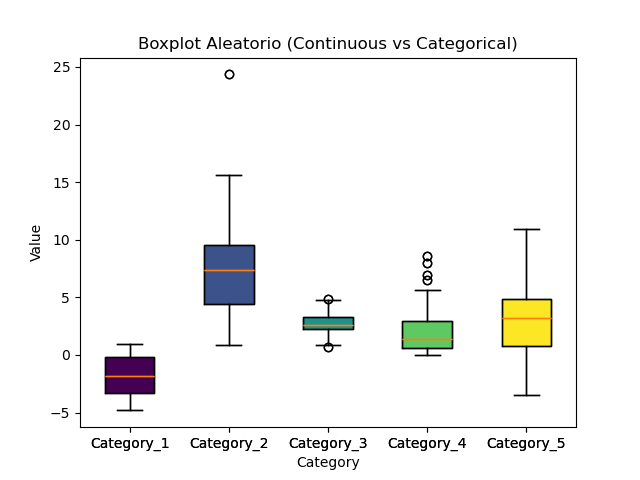 Boxplot Aleatorio (Continuous vs Categorical)
25
20
15
10
5
0
−5
Value
Category_1 Category_2 Category_3 Category_4 Category_5
Category